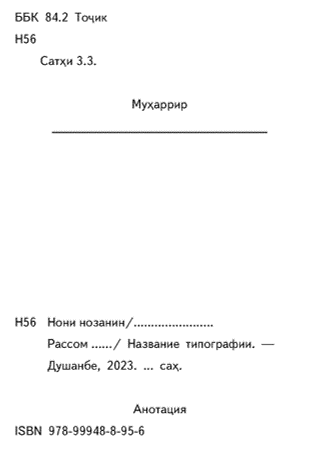 ББК 84.2 Тоҷик
Н56
Сатҳи 3.3.
Муҳаррир
Н56 Нони нозанин/.......................
Рассом ....../ Название типографии. —
Душанбе, 2023. ... саҳ.
Анотация
ISBN 978-99948-8-95-6